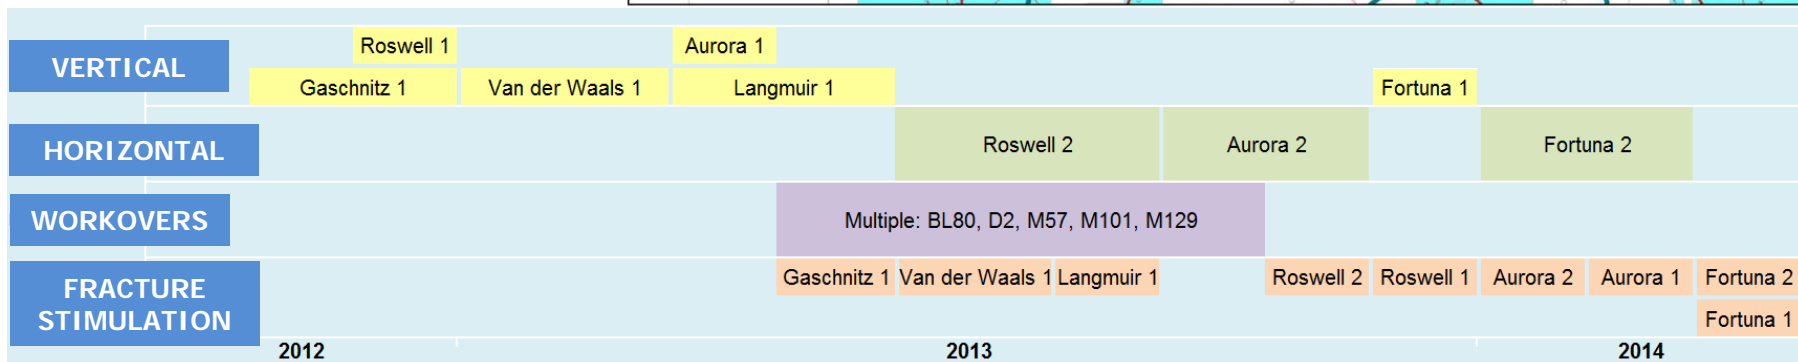 VERTICAL
Roswell 1
Aurora 1
Gaschnitz 1
Van der Waals 1
Langmuir 1
Fortuna 1
HORIZONTAL
Roswell 2
Aurora 2
Fortuna 2
WORKOVERS
Multiple: BL80, D2, M57, M101, M129
FRACTURE
STIMULATION
Gaschnitz 1
Van der Waals 1
Langmuir 1
Roswell 2
Roswell 1
Aurora 2
Aurora 1
Fortuna 2
Fortuna 1
2012
2013
2014